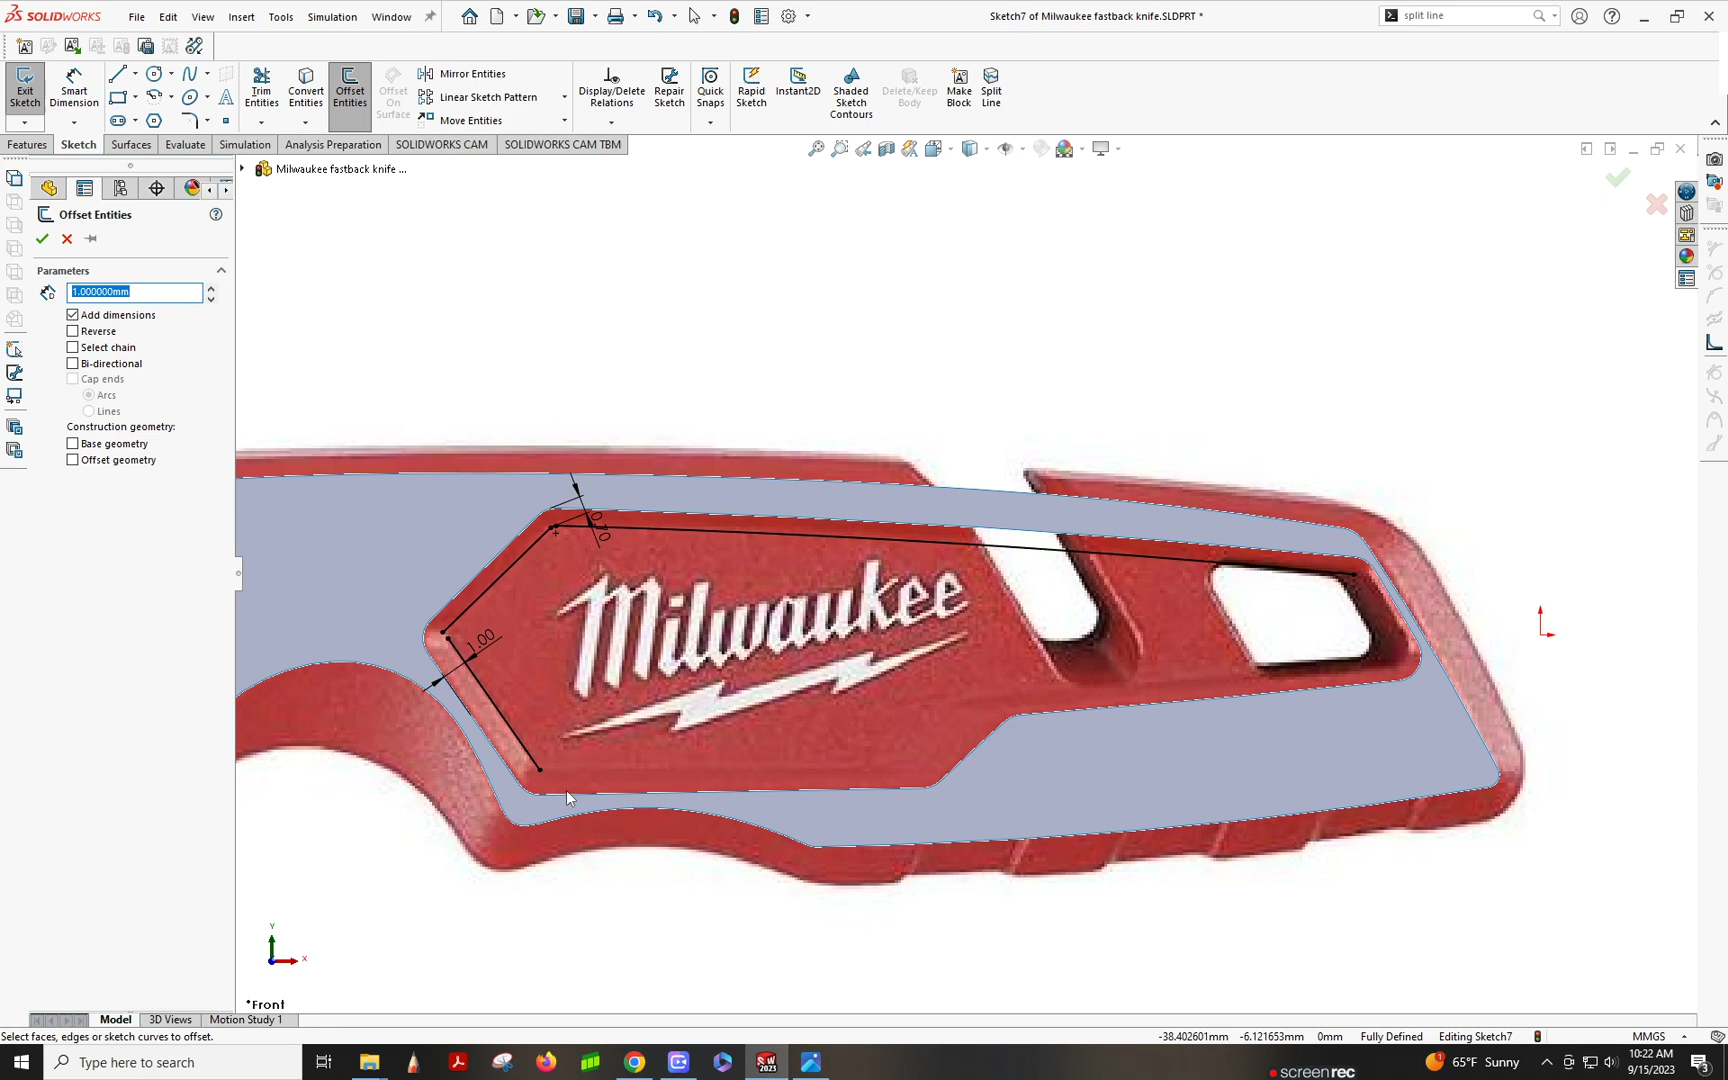 SOLIDWORKS File Edit View Insert Tools Simulation Window Sketch7 of Milwaukee fastback knife.SLDPRT * split line
Exit Sketch
Smart Dimension
Trim Entities
Convert Entities
Offset Entities
Offset On Surface
Mirror Entities
Linear Sketch Pattern
Move Entities
Display/Delete Relations
Repair Sketch
Quick Snaps
Rapid Sketch
Instant2D
Shaded Sketch Contours
Delete/Keep Body
Make Block
Split Line
Features Sketch Surfaces Evaluate Simulation Analysis Preparation SOLIDWORKS CAM SOLIDWORKS CAM TBM
Milwaukee fastback knife ...
Offset Entities
Parameters
1.000000mm
Add dimensions
Reverse
Select chain
Bi-directional
Cap ends
Arcs
Lines
Construction geometry:
Base geometry
Offset geometry
0.70
1.00
Milwaukee
Y
X
*Front
Model 3D Views Motion Study 1
Select faces, edges or sketch curves to offset. -38.402601mm -6.121653mm 0mm Fully Defined Editing Sketch7 MMGS
Type here to search
65°F Sunny
10:22 AM
9/15/2023
3
screenrec